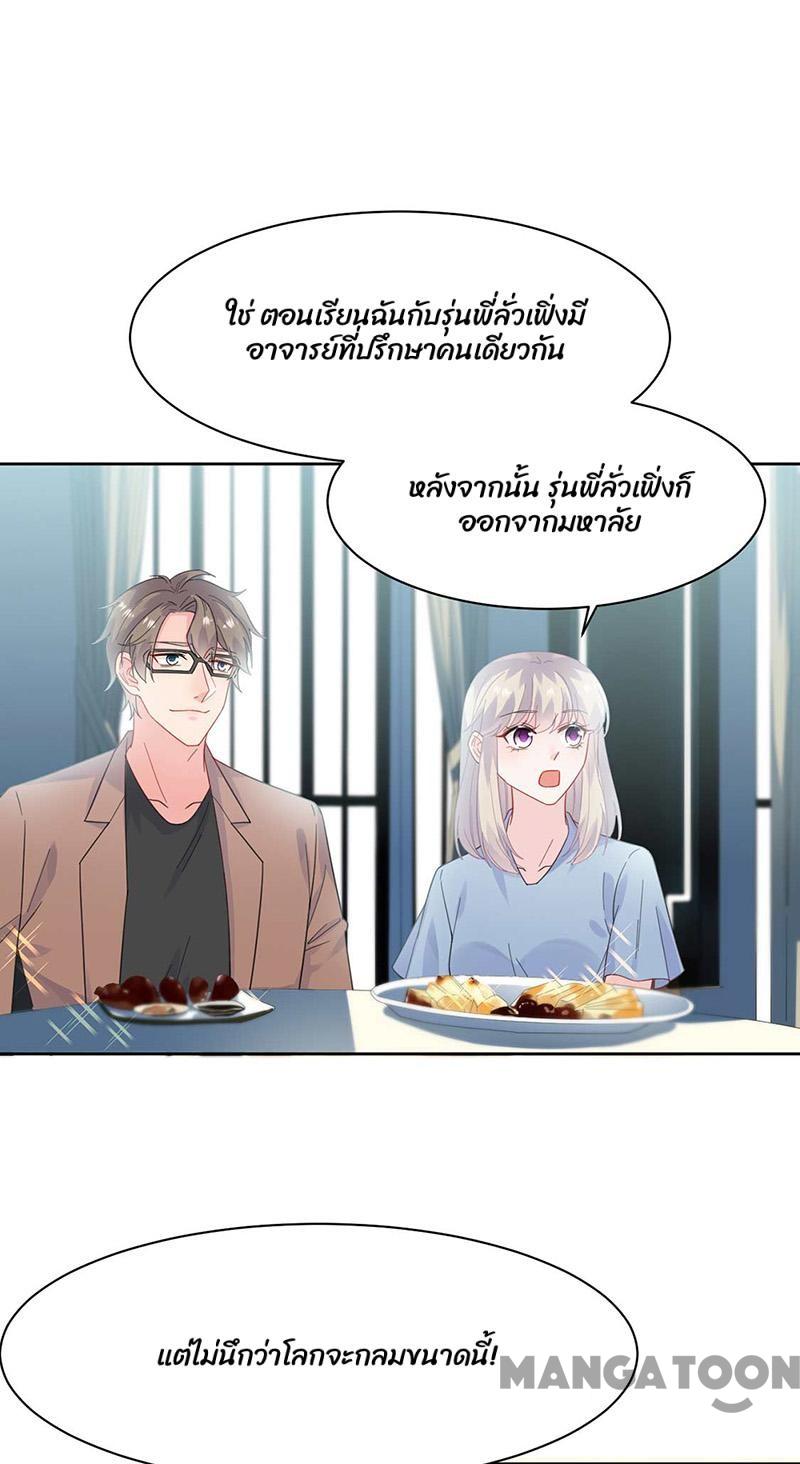 ใช่ ตอนเรียนฉันกับรุ่นพี่ลั่วเฟิ่งมี
อาจารย์ที่ปรึกษาคนเดียวกัน
หลังจากนั้น รุ่นพี่ลั่วเฟิ่งก็
ออกจากมหาลัย
แต่ไม่นึกว่าโลกจะกลมขนาดนี้!
MANGATOON